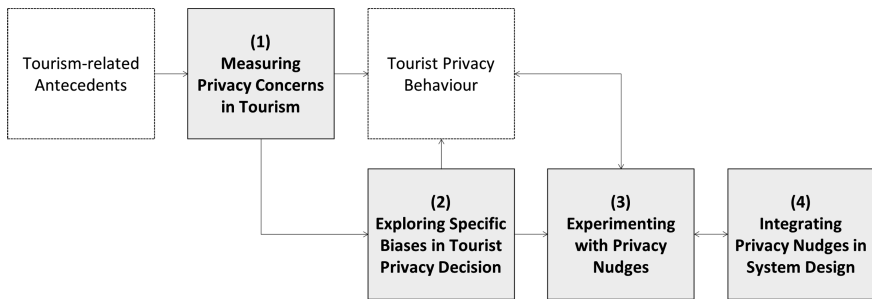 Tourism-related
Antecedents
(1)
Measuring
Privacy Concerns
in Tourism
Tourist Privacy
Behaviour
(2)
Exploring Specific
Biases in Tourist
Privacy Decision
(3)
Experimenting
with Privacy
Nudges
(4)
Integrating
Privacy Nudges in
System Design